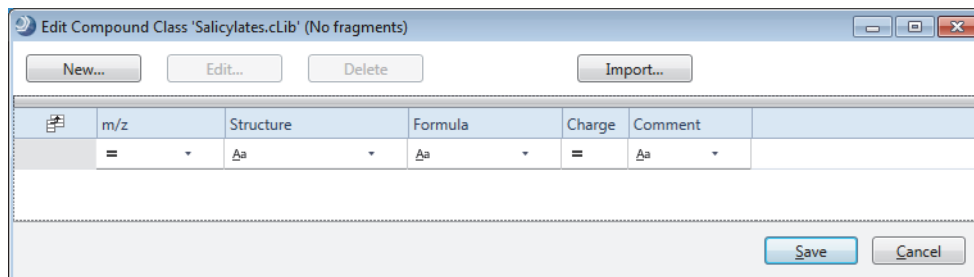 Edit Compound Class 'Salicylates.cLib' (No fragments)
New... Edit... Delete Import...
m/z Structure Formula Charge Comment
= Aa Aa = Aa
Save Cancel